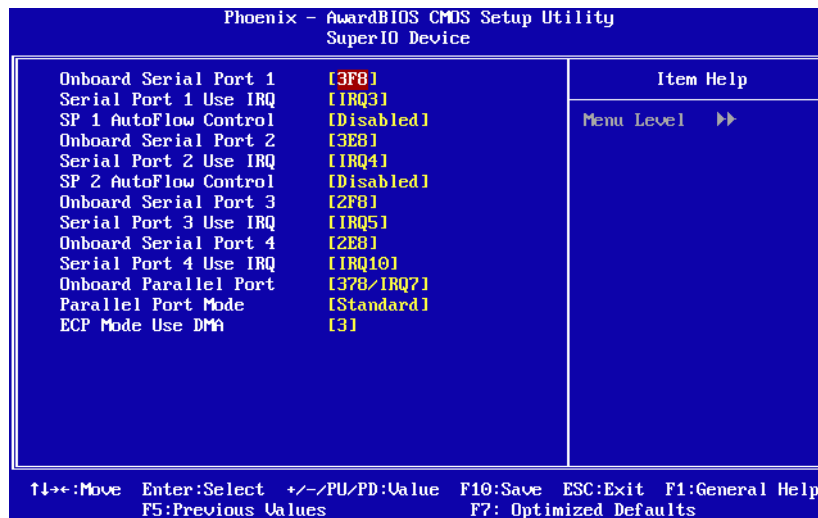 Phoenix - AwardBIOS CMOS Setup Utility
SuperIO Device
Onboard Serial Port 1 [3F8]
Serial Port 1 Use IRQ [IRQ3]
SP 1 AutoFlow Control [Disabled]
Onboard Serial Port 2 [3E8]
Serial Port 2 Use IRQ [IRQ4]
SP 2 AutoFlow Control [Disabled]
Onboard Serial Port 3 [2F8]
Serial Port 3 Use IRQ [IRQ5]
Onboard Serial Port 4 [2E8]
Serial Port 4 Use IRQ [IRQ10]
Onboard Parallel Port [378/IRQ7]
Parallel Port Mode [Standard]
ECP Mode Use DMA [3]
Item Help
Menu Level ▶▶
↑↓→←:Move Enter:Select +/-/PU/PD:Value F10:Save ESC:Exit F1:General Help
F5:Previous Values F7: Optimized Defaults